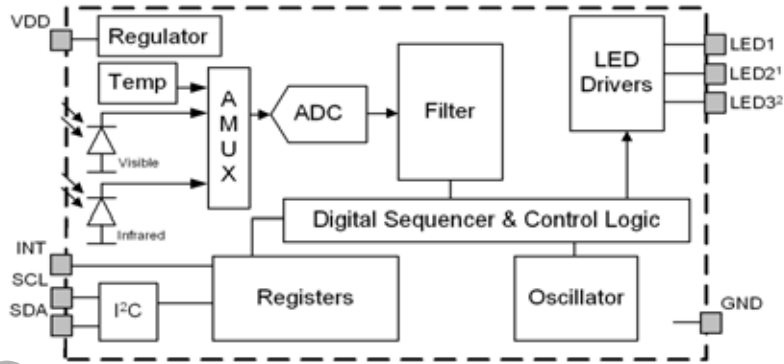 VDD
Regulator
Temp
AMUX
ADC
Filter
LED
Drivers
LED1
LED2¹
LED3²
Visible
Infrared
Digital Sequencer & Control Logic
INT
SCL
SDA
I²C
Registers
Oscillator
GND